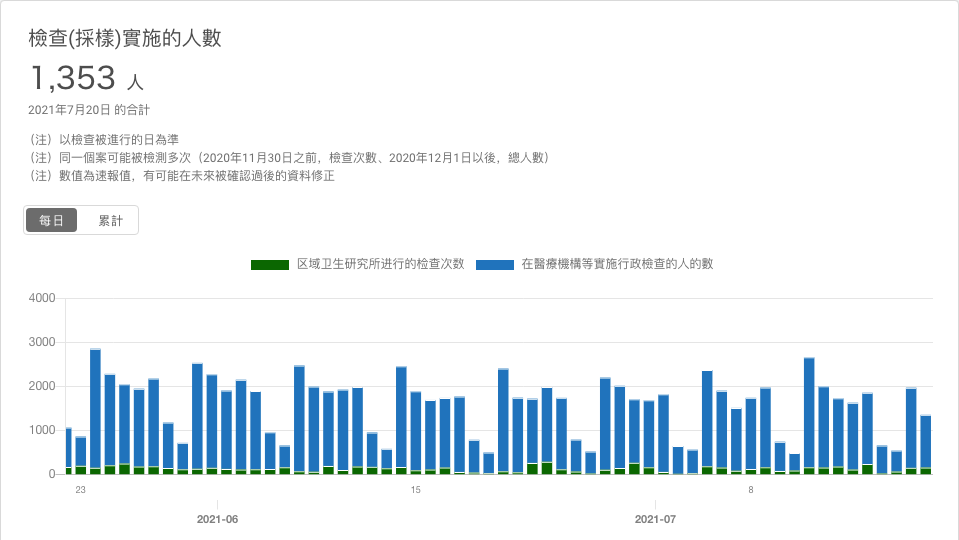 檢查(採樣)實施的人數
1,353 人
2021年7月20日 的合計
（注）以檢查被進行的日為準
（注）同一個案可能被檢測多次（2020年11月30日之前，檢查次數、2020年12月1日以後，總人數）
（注）數值為速報值，有可能在未來被確認過後的資料修正
每日 累計
区域卫生研究所进行的检查次数 在醫療機構等實施行政檢查的人的數
4000
3000
2000
1000
0
23 15 8
2021-06 2021-07